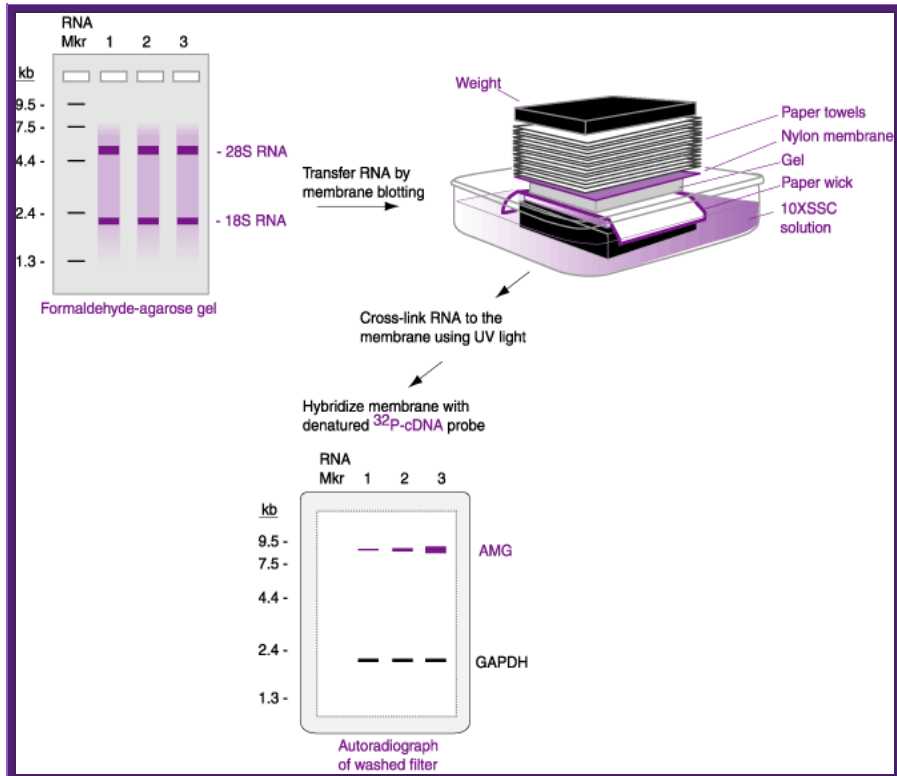 RNA
Mkr 1 2 3
kb
9.5 -
7.5 -
4.4 -
2.4 -
1.3 -
- 28S RNA
- 18S RNA
Formaldehyde-agarose gel
Transfer RNA by
membrane blotting
Weight
Paper towels
Nylon membrane
Gel
Paper wick
10XSSC
solution
Cross-link RNA to the
membrane using UV light
Hybridize membrane with
denatured 32P-cDNA probe
RNA
Mkr 1 2 3
kb
9.5 -
7.5 -
4.4 -
2.4 -
1.3 -
AMG
GAPDH
Autoradiograph
of washed filter